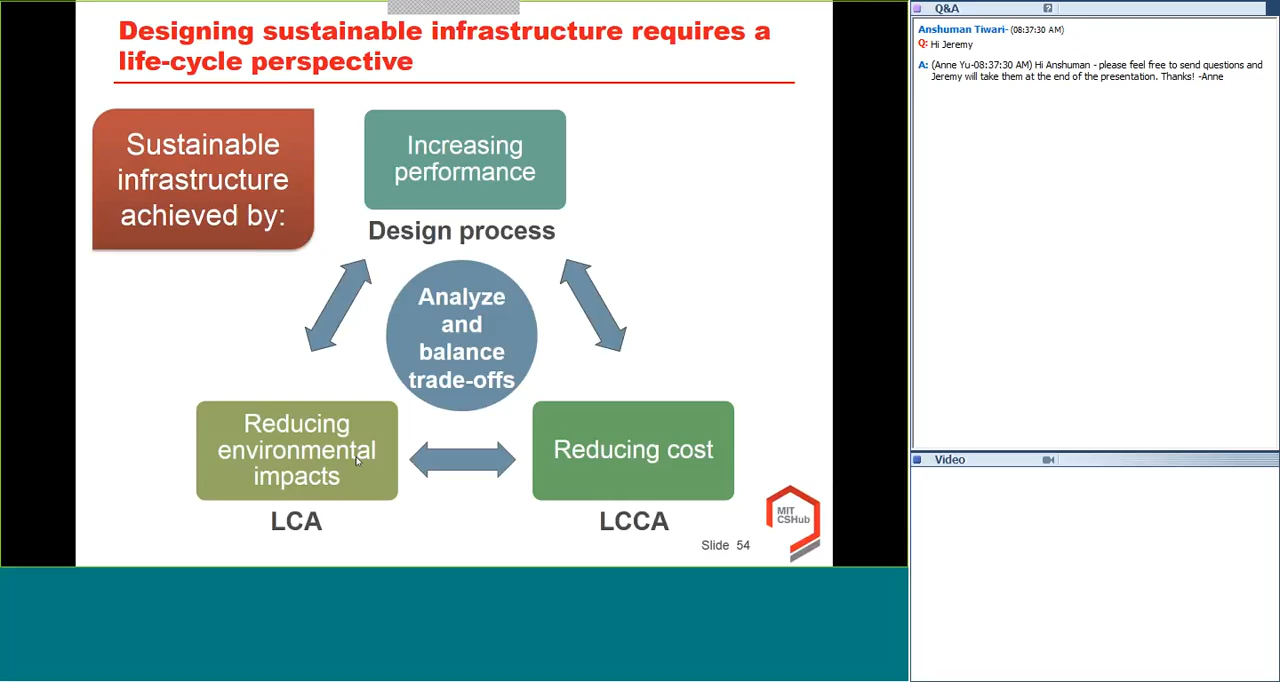 Designing sustainable infrastructure requires a
life-cycle perspective
Sustainable
infrastructure
achieved by:
Increasing
performance
Design process
Analyze
and
balance
trade-offs
Reducing
environmental
impacts
LCA
Reducing cost
LCCA
MIT
CSHub
Slide 54
Q&A
?
Anshuman Tiwari- (08:37:30 AM)
Q: Hi Jeremy
A: (Anne Yu-08:37:30 AM) Hi Anshuman - please feel free to send questions and
Jeremy will take them at the end of the presentation. Thanks! -Anne
Video